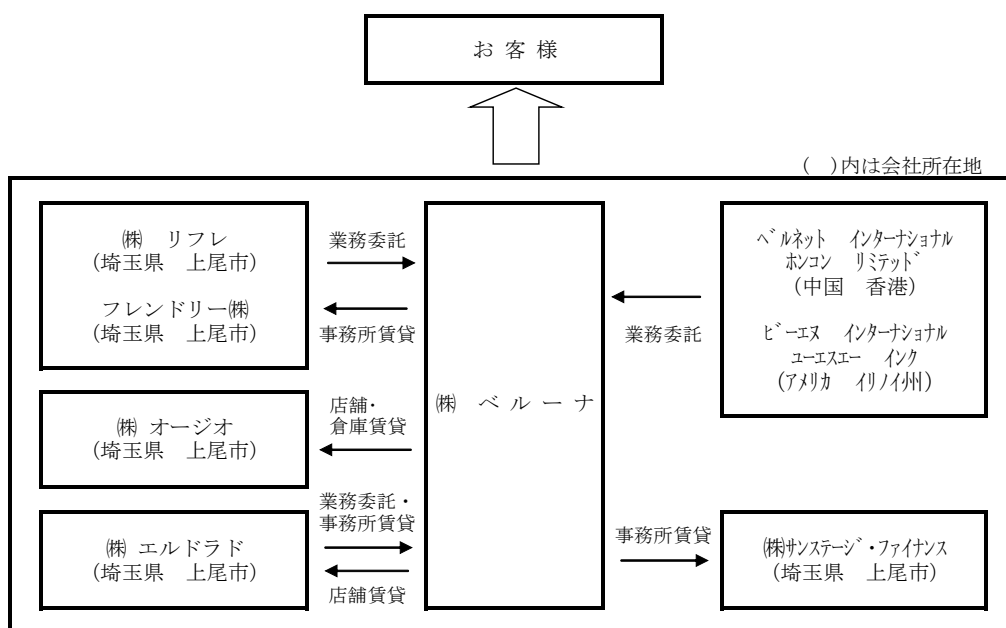 お 客 様
(　)内は会社所在地
㈱　リフレ
(埼玉県　上尾市)
フレンドリー㈱
(埼玉県　上尾市)
業務委託
事務所賃貸
㈱ オージオ
(埼玉県　上尾市)
店舗・
倉庫賃貸
㈱ エルドラド
(埼玉県　上尾市)
業務委託・
事務所賃貸
店舗賃貸
㈱　ベ ル ー ナ
業務委託
ﾍﾞﾙﾈｯﾄ　ｲﾝﾀｰﾅｼｮﾅﾙ
ﾎﾝｺﾝ　ﾘﾐﾃｯﾄﾞ
(中国　香港)
ﾋﾞｰｴﾇ　ｲﾝﾀｰﾅｼｮﾅﾙ
ﾕｰｴｽｴｰ　ｲﾝｸ
(ｱﾒﾘｶ　ｲﾘﾉｲ州)
事務所賃貸
㈱ｻﾝｽﾃｰｼﾞ･ﾌｧｲﾅﾝｽ
(埼玉県　上尾市)